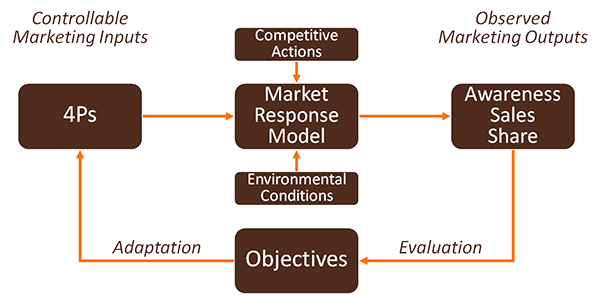 Controllable
Marketing Inputs
Observed
Marketing Outputs
Competitive
Actions
4Ps
Market
Response
Model
Awareness
Sales
Share
Environmental
Conditions
Adaptation
Objectives
Evaluation